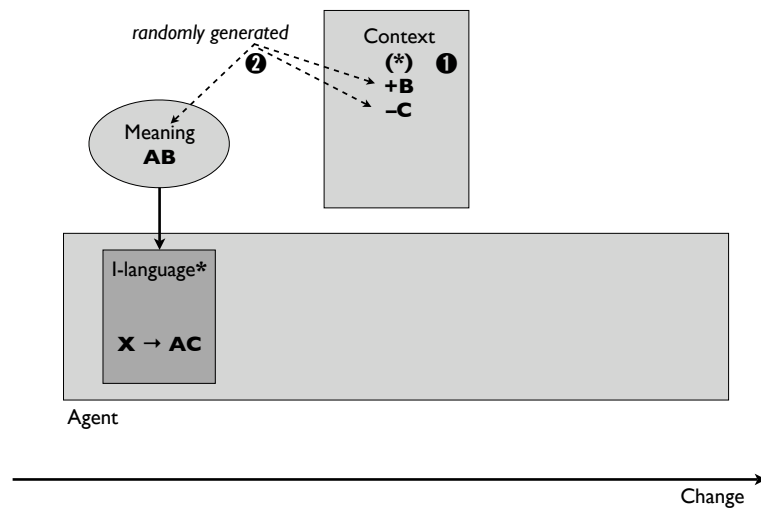 randomly generated
❷
Context
(*) ❶
+B
–C
Meaning
AB
I-language*
X → AC
Agent
Change